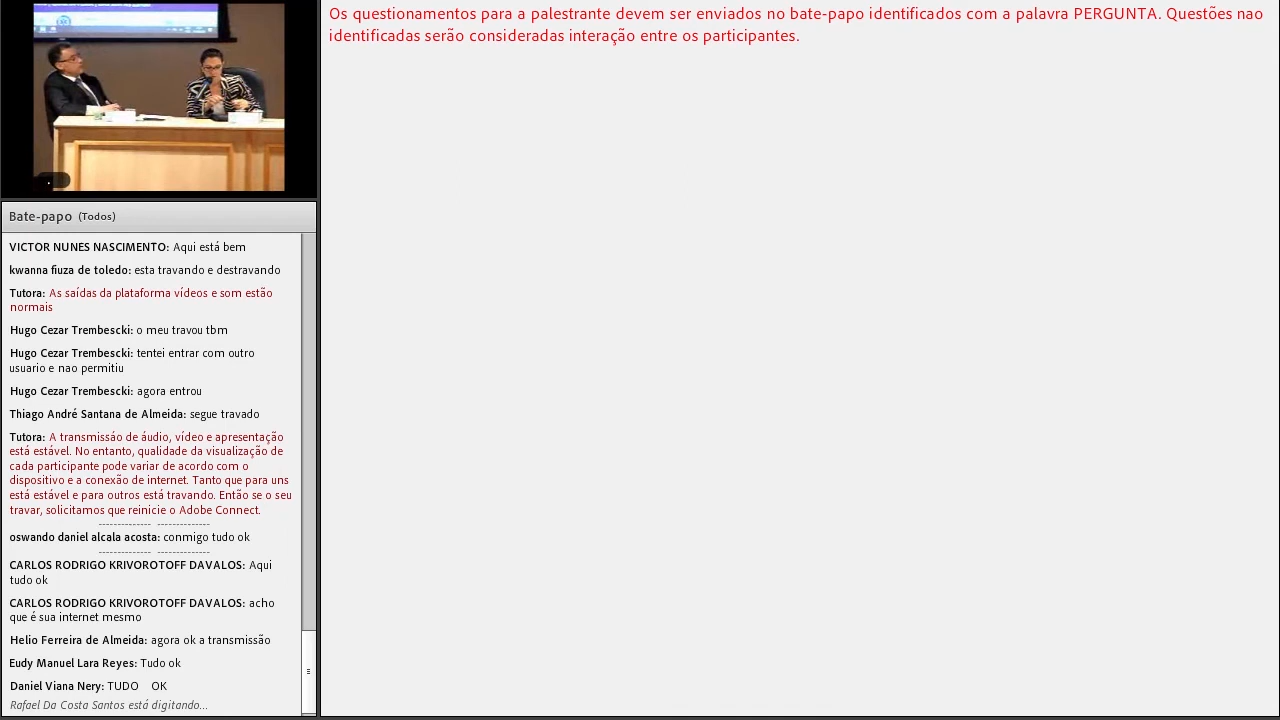 Os questionamentos para o palestrante devem ser enviados no bate-papo identificados com a palavra PERGUNTA. Questões nao
identificadas serão consideradas interação entre os participantes.
Bate-papo (Todos)
VICTOR NUNES NASCIMENTO: Aqui está bem
kwanna fiuza de toledo: esta travando e destravando
Tutora: As saídas da plataforma vídeos e som estão
normais
Hugo Cezar Trembescki: o meu travou tbm
Hugo Cezar Trembescki: tentei entrar com outro
usuario e nao permitiu
Hugo Cezar Trembescki: agora entrou
Thiago André Santana de Almeida: segue travado
Tutora: A transmissáo de áudio, vídeo e apresentação
está estável. No entanto, qualidade da visualização de
cada participante pode variar de acordo com o
dispositivo e a conexão de internet. Tanto que para uns
está estável e para outros está travando. Então se o seu
travar, solicitamos que reinicie o Adobe Connect.
-------------- --------------
oswando daniel alcala acosta: conmigo tudo ok
-------------- --------------
CARLOS RODRIGO KRIVOROTOFF DAVALOS: Aqui
tudo ok
CARLOS RODRIGO KRIVOROTOFF DAVALOS: acho
que é sua internet mesmo
Helio Ferreira de Almeida: agora ok a transmissão
Eudy Manuel Lara Reyes: Tudo ok
Daniel Viana Nery: TUDO OK
Rafael Da Costa Santos está digitando...